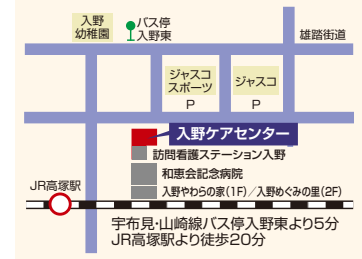 入野
幼稚園
バス停
入野東
雄踏街道
ジャスコ
スポーツ
P
ジャスコ
P
入野ケアセンター
訪問看護ステーション入野
和恵会記念病院
入野やわらの家(1F)/入野めぐみの里(2F)
JR高塚駅
宇布見・山崎線バス停入野東より5分
JR高塚駅より徒歩20分